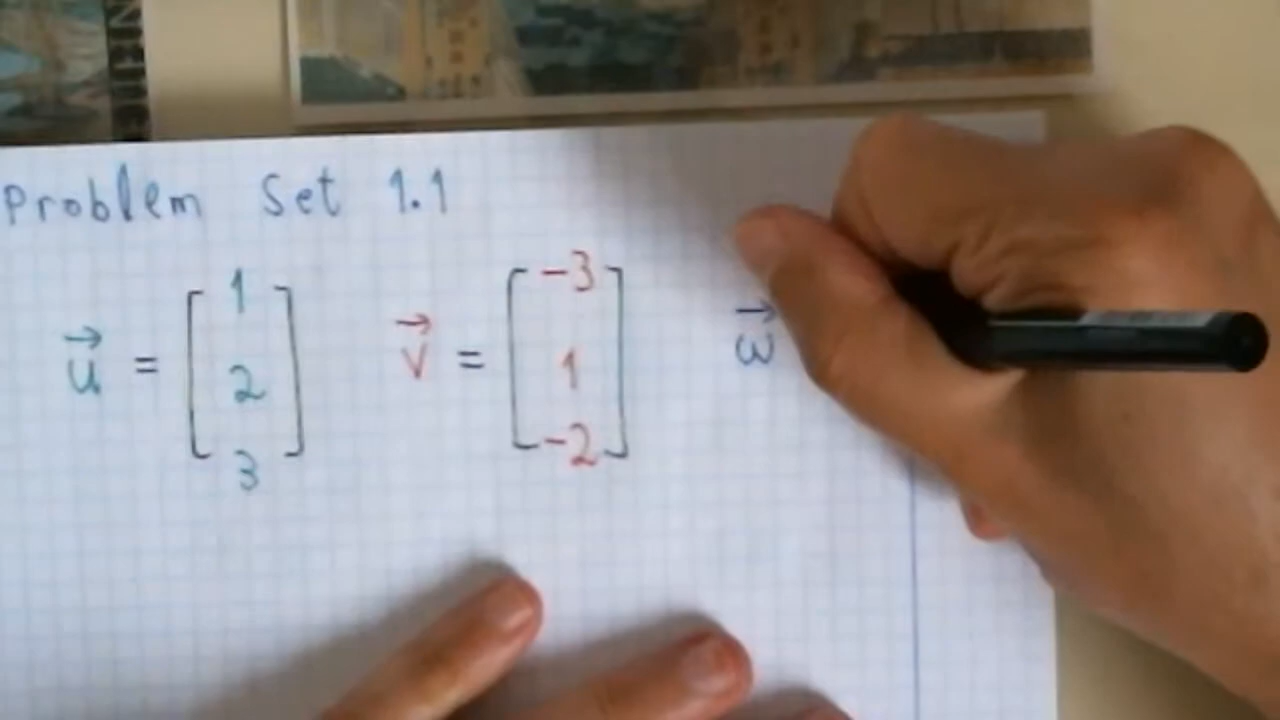 Problem Set 1.1
u⃗ = [1 2 3] v⃗ = [-3 1 -2] ω⃗